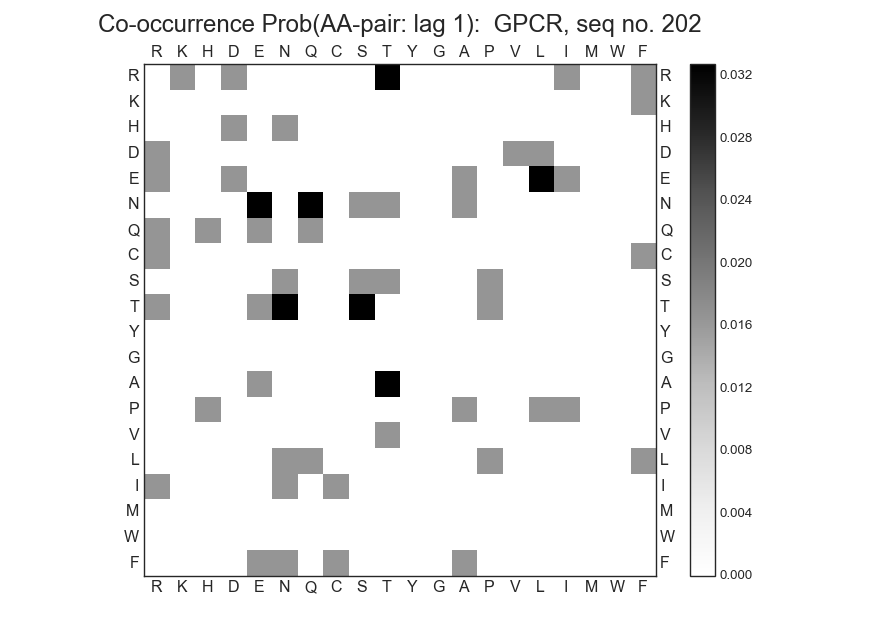 Co-occurrence Prob(AA-pair: lag 1):  GPCR, seq no. 202
R K H D E N Q C S T Y G A P V L I M W F
R R 0.032
K K
H H 0.028
D D
E E 0.024
N N
Q Q
C C 0.020
S S
T T 0.016
Y Y
G G
A A 0.012
P P
V V 0.008
L L
I I
M M 0.004
W W
F F 0.000
R K H D E N Q C S T Y G A P V L I M W F